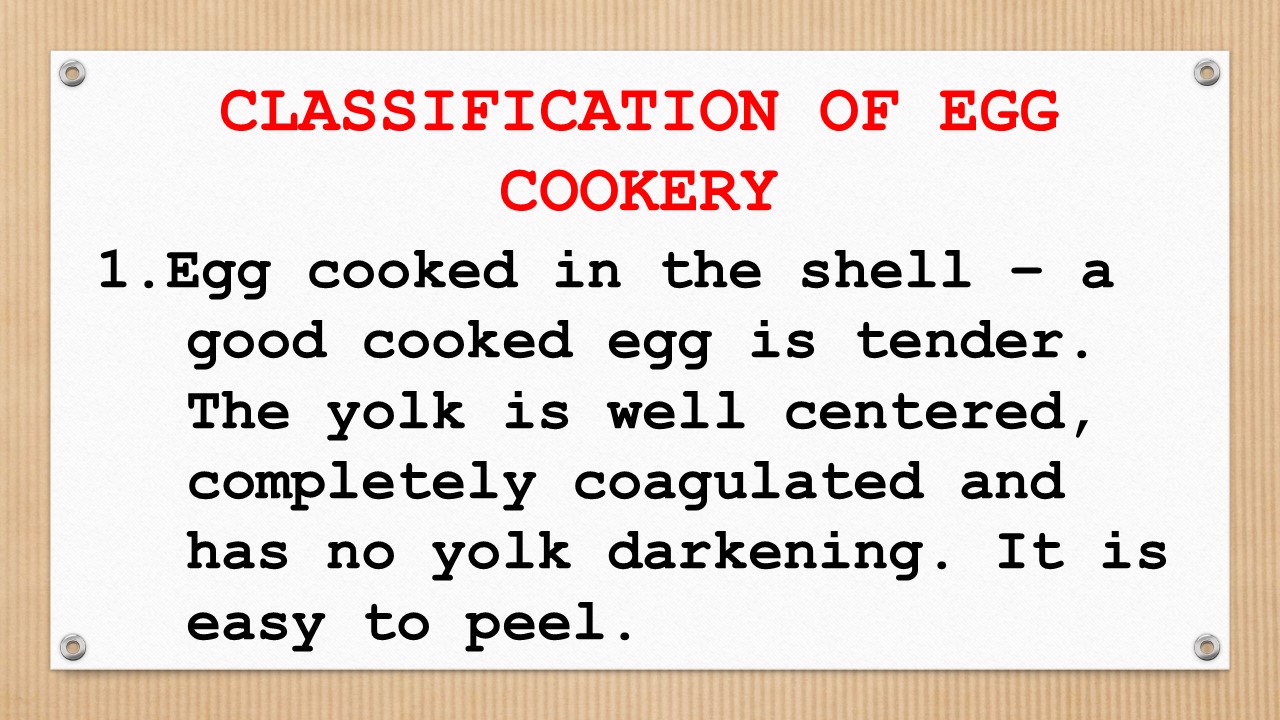 CLASSIFICATION OF EGG
COOKERY
1.Egg cooked in the shell – a
good cooked egg is tender.
The yolk is well centered,
completely coagulated and
has no yolk darkening. It is
easy to peel.